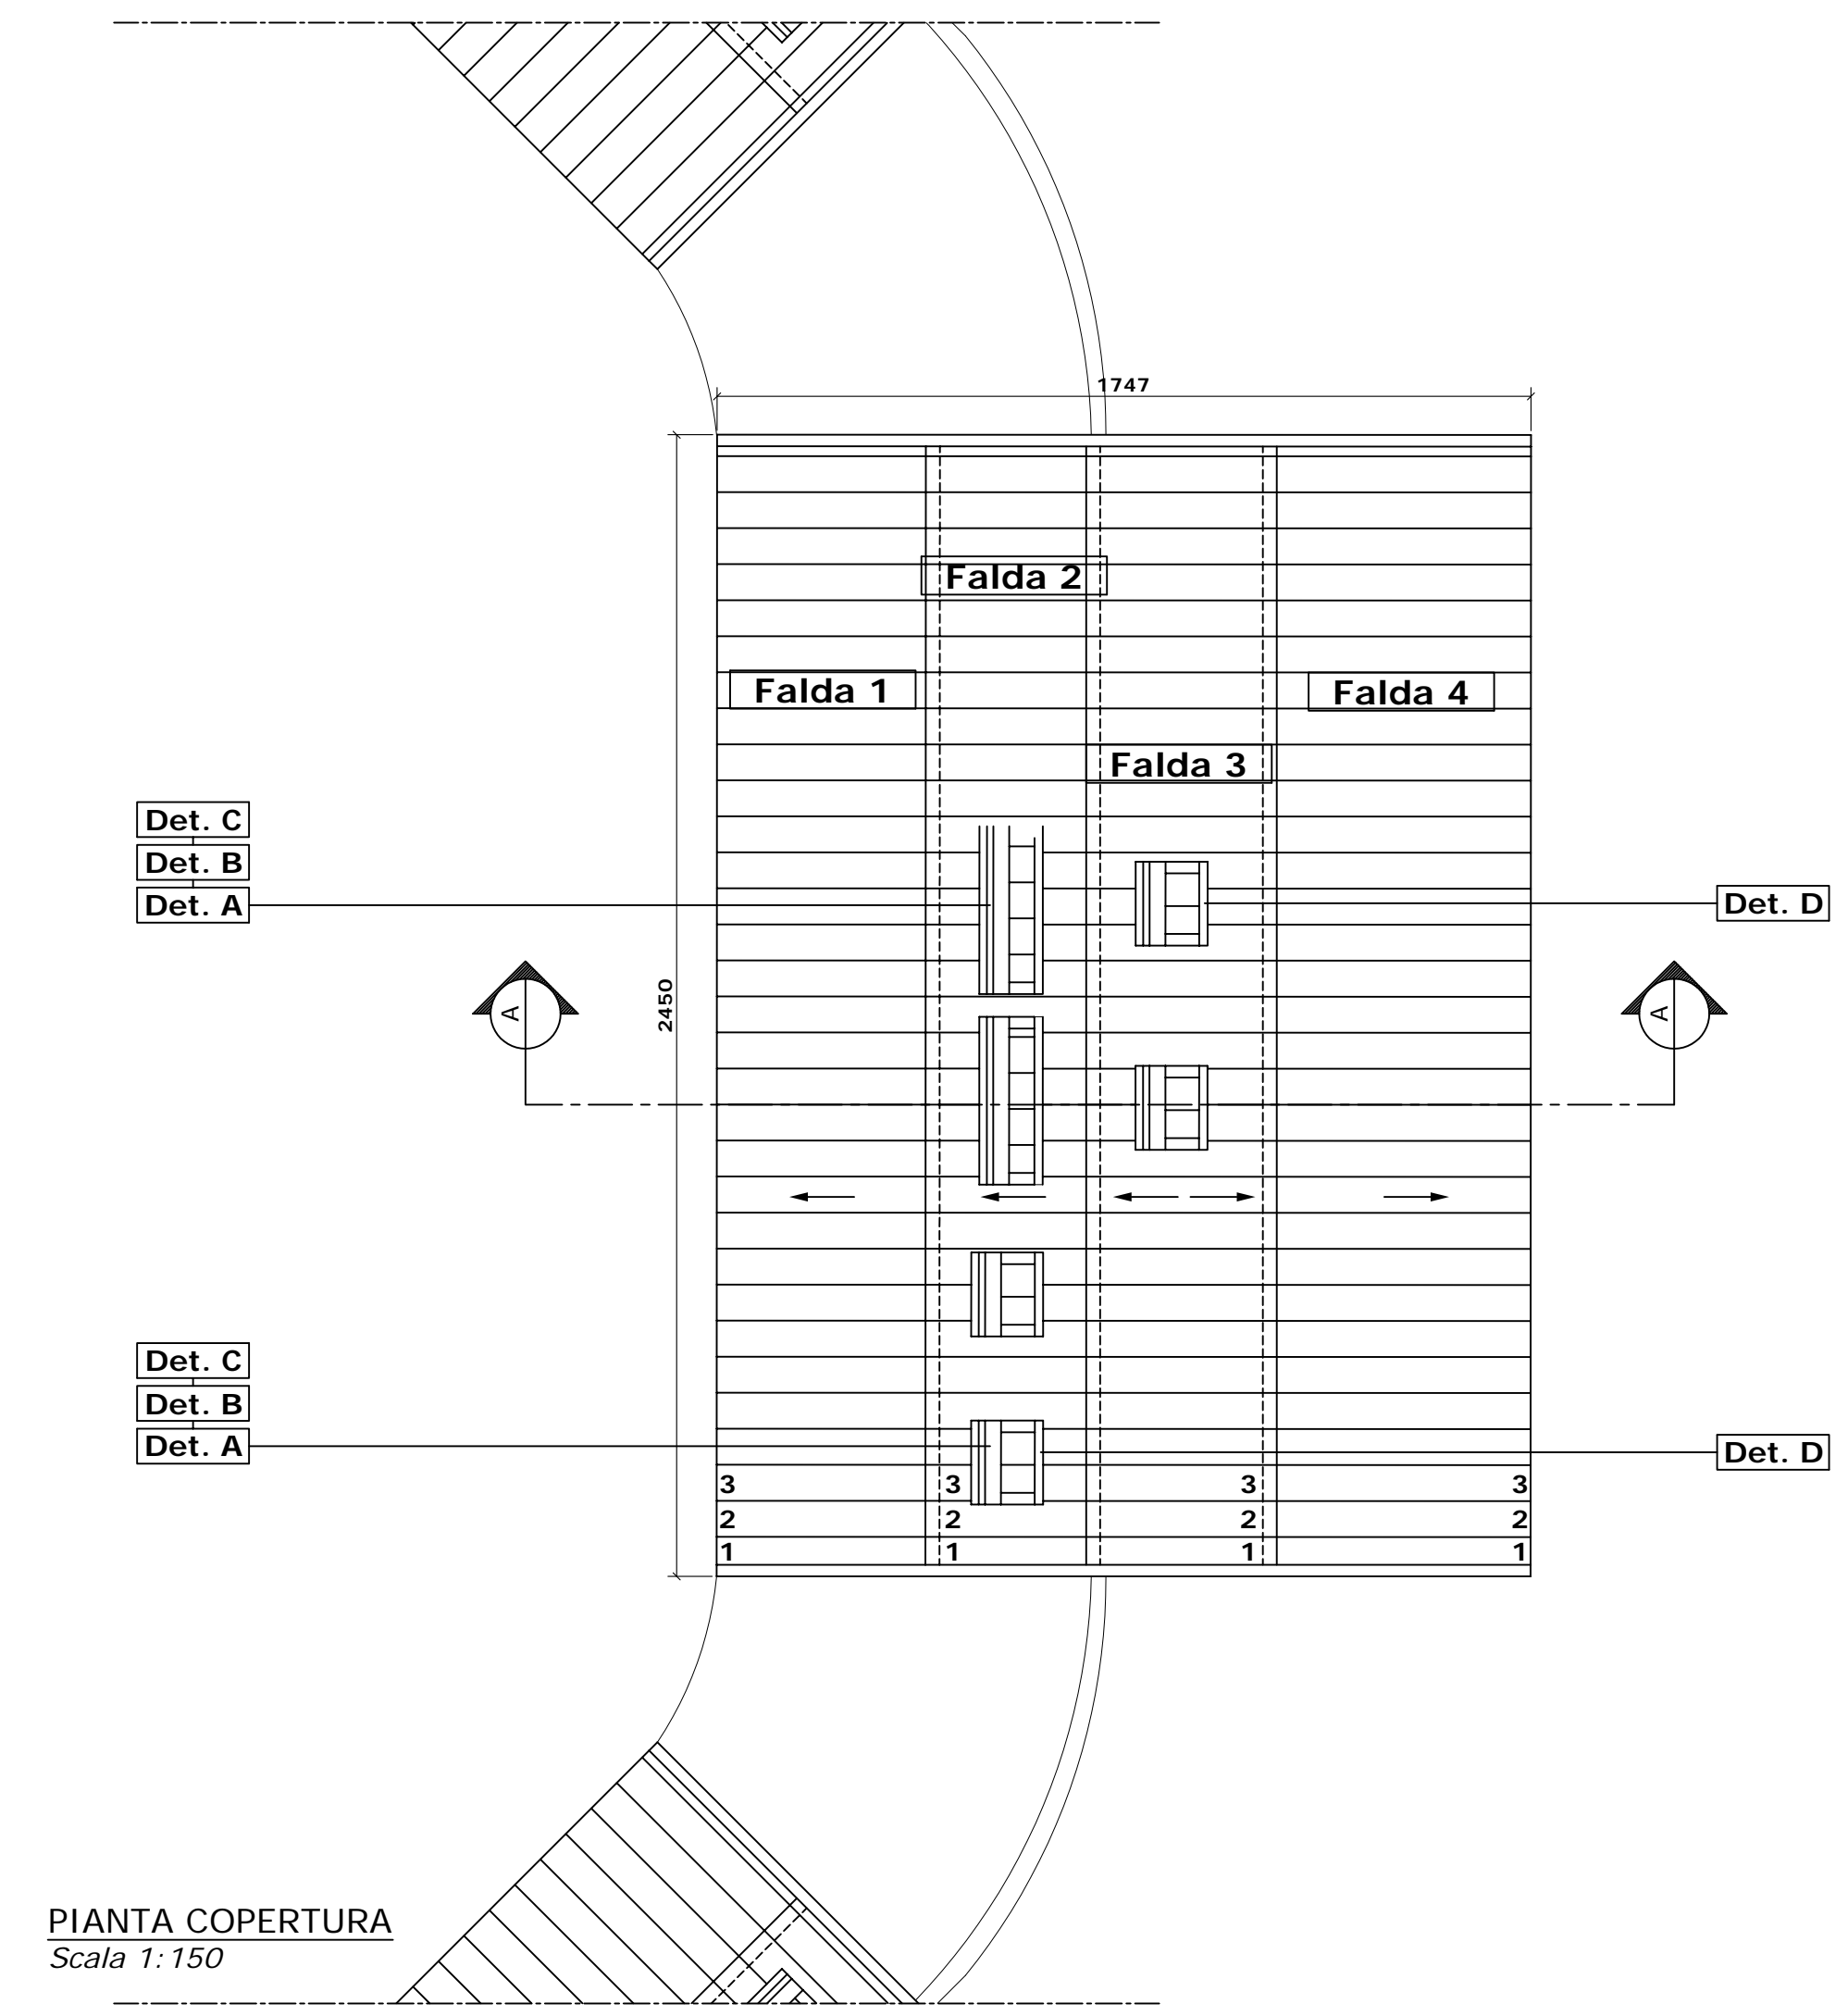 1747
Falda 2
Falda 1
Falda 4
Falda 3
Det. C
Det. B
Det. A
Det. D
2450
A
A
Det. C
Det. B
Det. A
Det. D
3 3 3 3
2 2 2 2
1 1 1 1
PIANTA COPERTURA
Scala 1:150